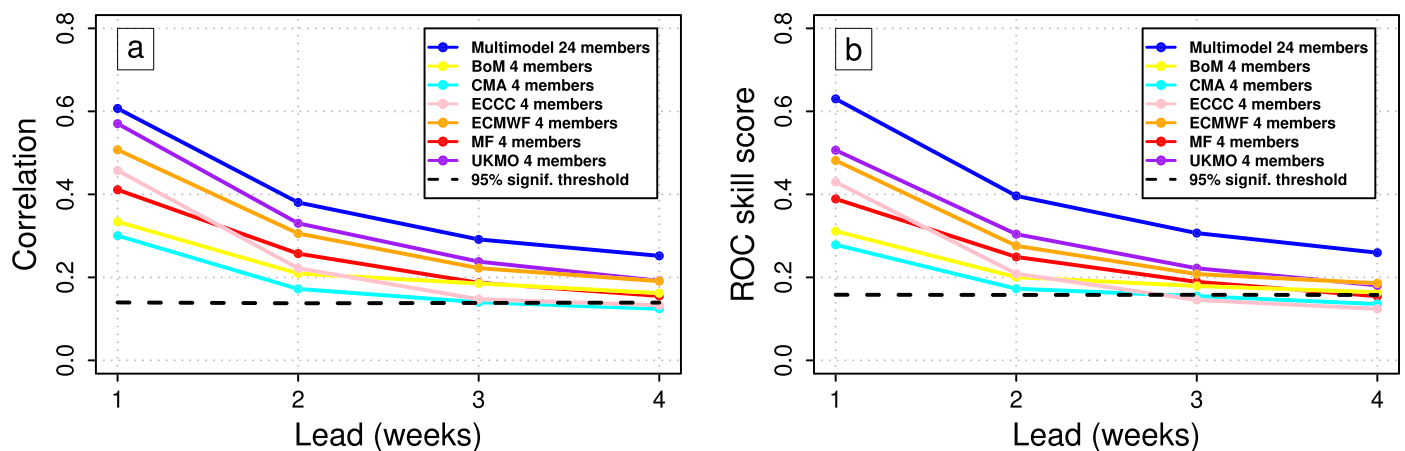 a
Correlation
0.8
0.6
0.4
0.2
0.0
Multimodel 24 members
BoM 4 members
CMA 4 members
ECCC 4 members
ECMWF 4 members
MF 4 members
UKMO 4 members
95% signif. threshold
1 2 3 4
Lead (weeks)
b
ROC skill score
0.8
0.6
0.4
0.2
0.0
Multimodel 24 members
BoM 4 members
CMA 4 members
ECCC 4 members
ECMWF 4 members
MF 4 members
UKMO 4 members
95% signif. threshold
1 2 3 4
Lead (weeks)